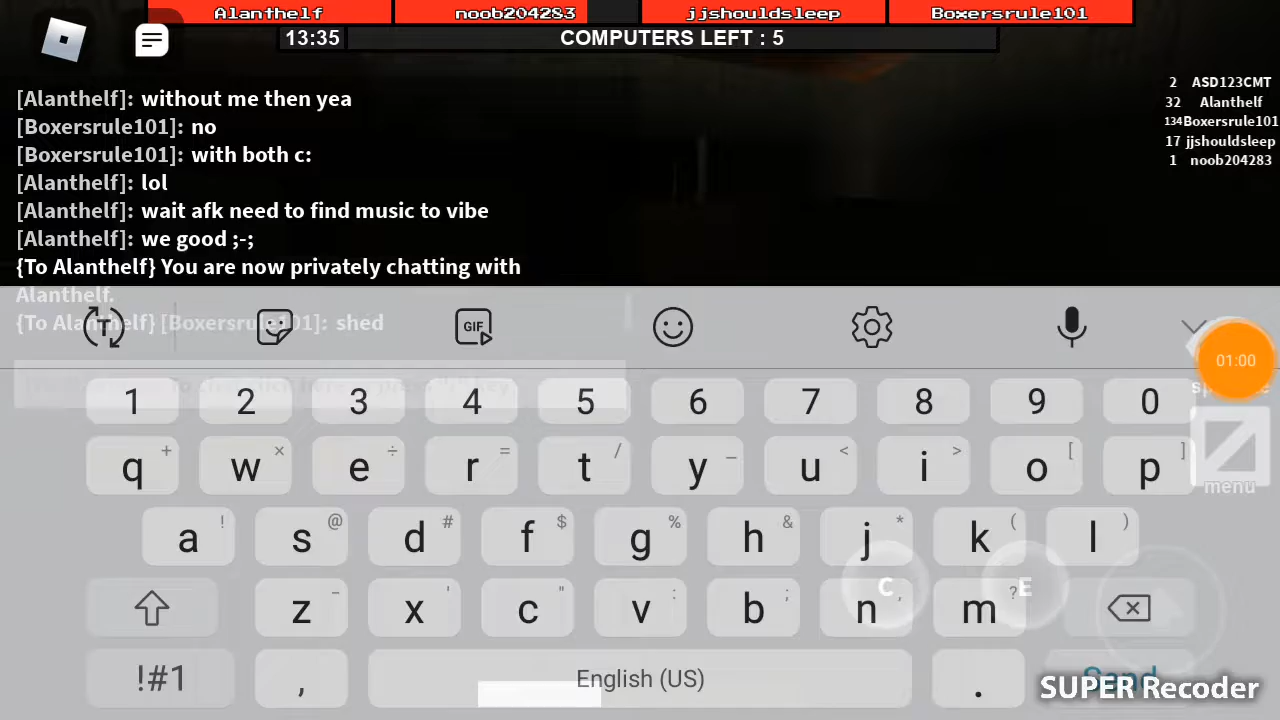 Alanthelf noob204283 jjshouldsleep Boxersrule101
13:35 COMPUTERS LEFT : 5
2 ASD123CMT
32 Alanthelf
134 Boxersrule101
17 jjshouldsleep
1 noob204283
[Alanthelf]: without me then yea
[Boxersrule101]: no
[Boxersrule101]: with both c:
[Alanthelf]: lol
[Alanthelf]: wait afk need to find music to vibe
[Alanthelf]: we good ;-;
{To Alanthelf} You are now privately chatting with
Alanthelf.
{To Alanthelf} [Boxersrule101]: shed
T GIF
01:00
1 2 3 4 5 6 7 8 9 0
q + w × e ÷ r = t / y _ u < i > o [ p ]
menu
a ! s @ d # f $ g % h & j * k ( l )
C E
z - x ' c " v : b ; n , m ?
!#1 , English (US) . Send
SUPER Recoder